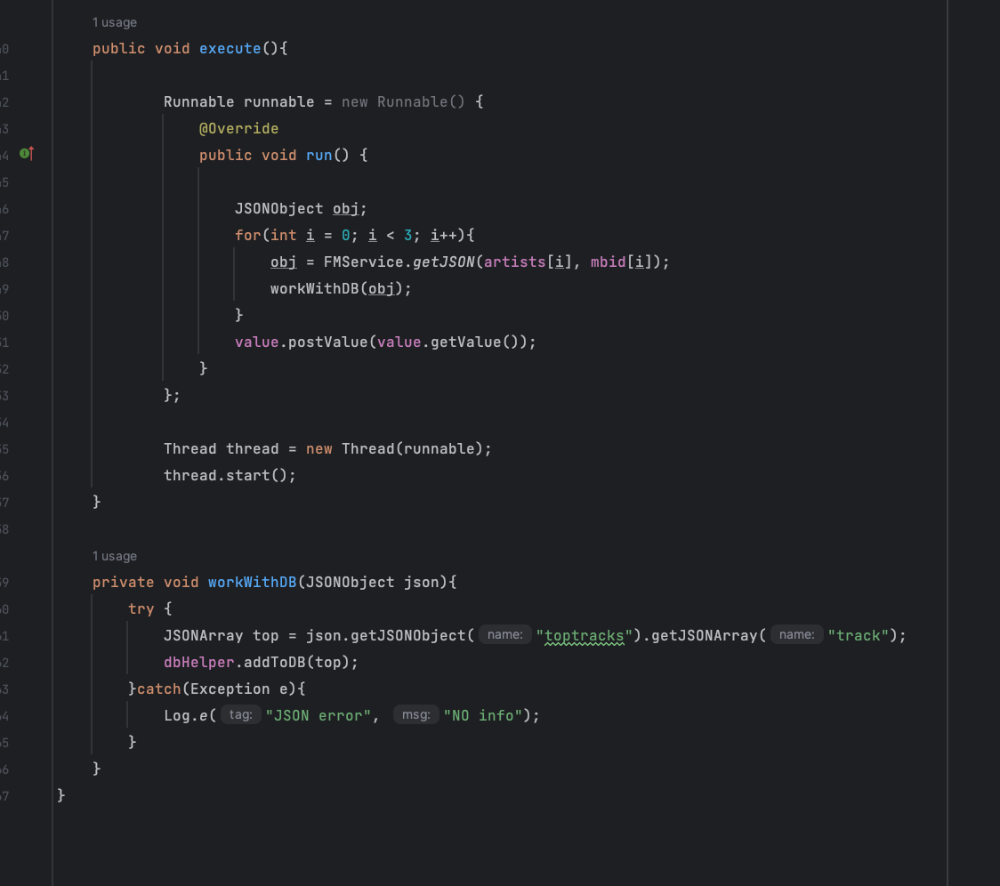 1 usage
public void execute(){
Runnable runnable = new Runnable() {
@Override
public void run() {
JSONObject obj;
for(int i = 0; i < 3; i++){
obj = FMService.getJSON(artists[i], mbid[i]);
workWithDB(obj);
}
value.postValue(value.getValue());
}
};
Thread thread = new Thread(runnable);
thread.start();
}
1 usage
private void workWithDB(JSONObject json){
try {
JSONArray top = json.getJSONObject( name: "toptracks").getJSONArray( name: "track");
dbHelper.addToDB(top);
}catch(Exception e){
Log.e( tag: "JSON error", msg: "NO info");
}
}
}